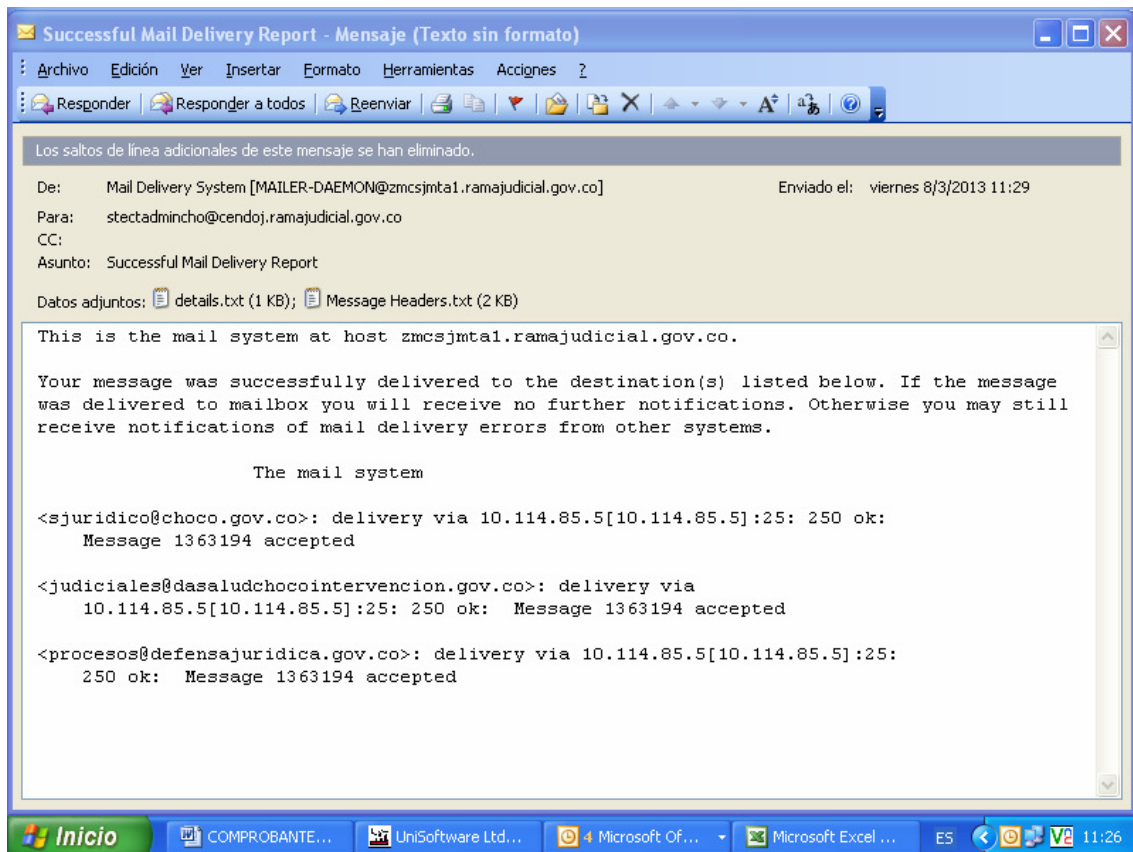 Successful Mail Delivery Report - Mensaje (Texto sin formato)
Archivo Edición Ver Insertar Formato Herramientas Acciones ?
Responder Responder a todos Reenviar
Los saltos de línea adicionales de este mensaje se han eliminado.
De: Mail Delivery System [MAILER-DAEMON@zmcsjmta1.ramajudicial.gov.co] Enviado el: viernes 8/3/2013 11:29
Para: stectadmincho@cendoj.ramajudicial.gov.co
CC:
Asunto: Successful Mail Delivery Report
Datos adjuntos: details.txt (1 KB); Message Headers.txt (2 KB)
This is the mail system at host zmcsjmta1.ramajudicial.gov.co.
Your message was successfully delivered to the destination(s) listed below. If the message
was delivered to mailbox you will receive no further notifications. Otherwise you may still
receive notifications of mail delivery errors from other systems.
The mail system
<sjuridico@choco.gov.co>: delivery via 10.114.85.5[10.114.85.5]:25: 250 ok:
Message 1363194 accepted
<judiciales@dasaludchocointervencion.gov.co>: delivery via
10.114.85.5[10.114.85.5]:25: 250 ok:  Message 1363194 accepted
<procesos@defensajuridica.gov.co>: delivery via 10.114.85.5[10.114.85.5]:25:
250 ok:  Message 1363194 accepted
Inicio COMPROBANTE... UniSoftware Ltd... 4 Microsoft Of... Microsoft Excel ... ES 11:26